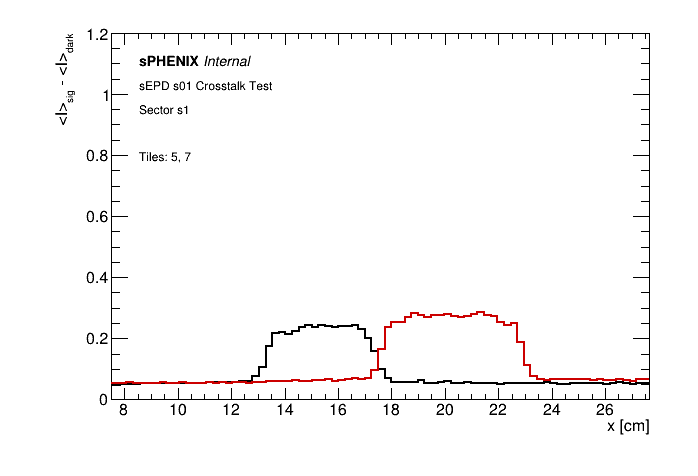 1.2
<I>sig - <I>dark
sPHENIX Internal
sEPD s01 Crosstalk Test
1
Sector s1
0.8
Tiles: 5, 7
0.6
0.4
0.2
0
8 10 12 14 16 18 20 22 24 26
x [cm]